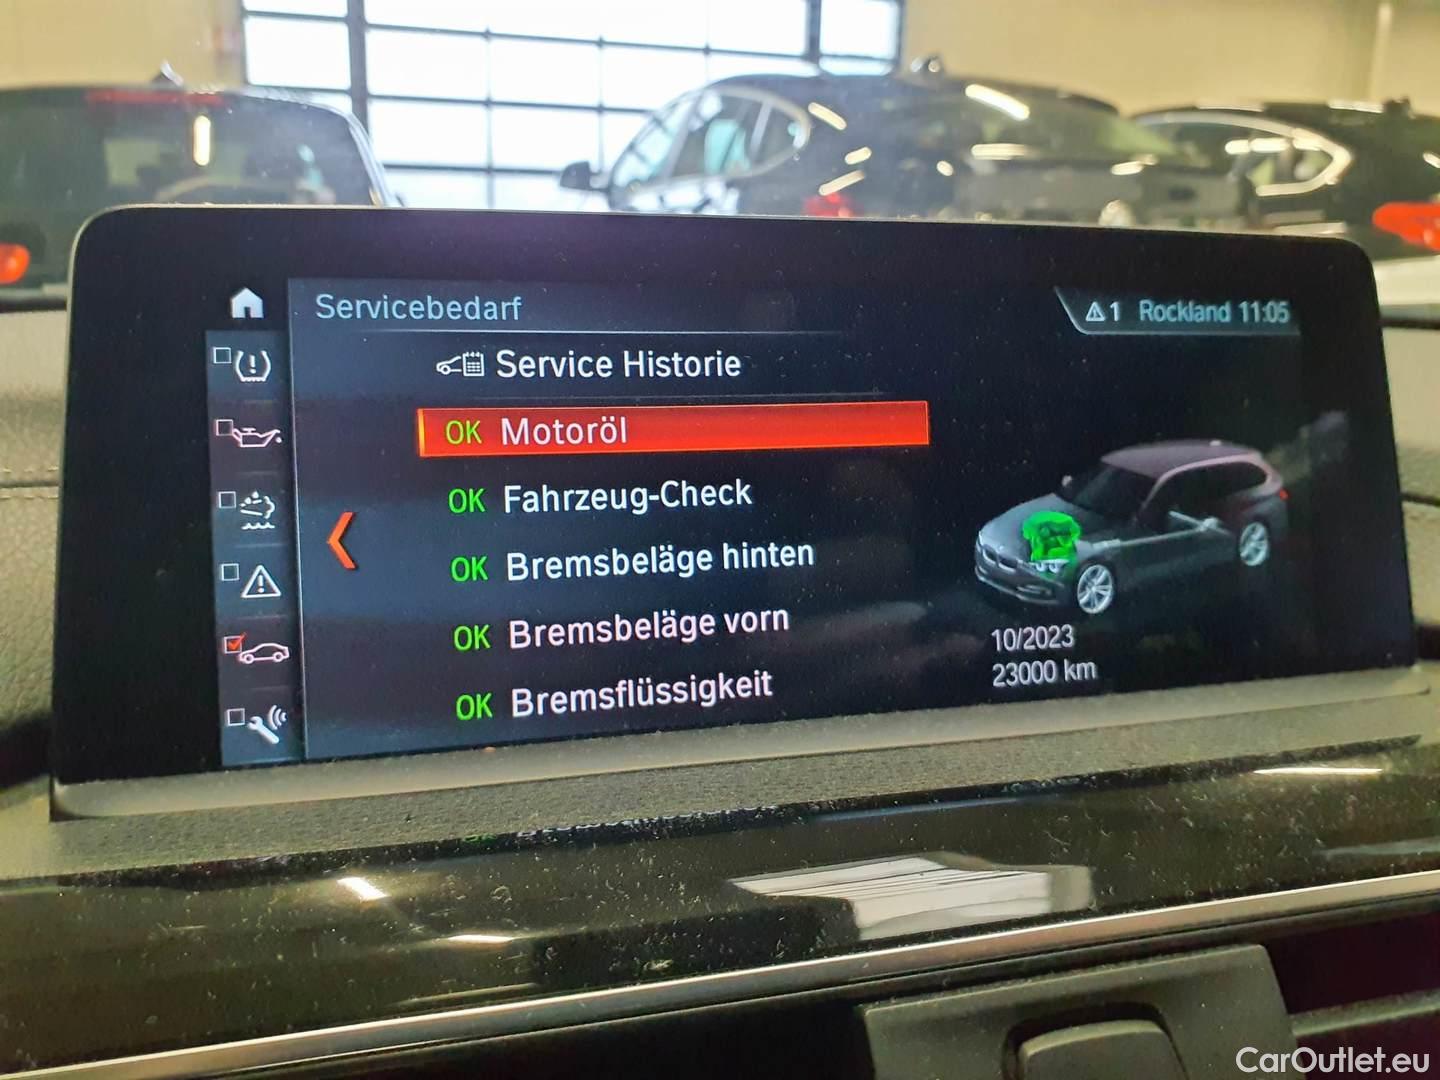 Servicebedarf
1 Rockland 11:05
Service Historie
OK Motoröl
OK Fahrzeug-Check
OK Bremsbeläge hinten
OK Bremsbeläge vorn
OK Bremsflüssigkeit
10/2023
23000 km
CarOutlet.eu